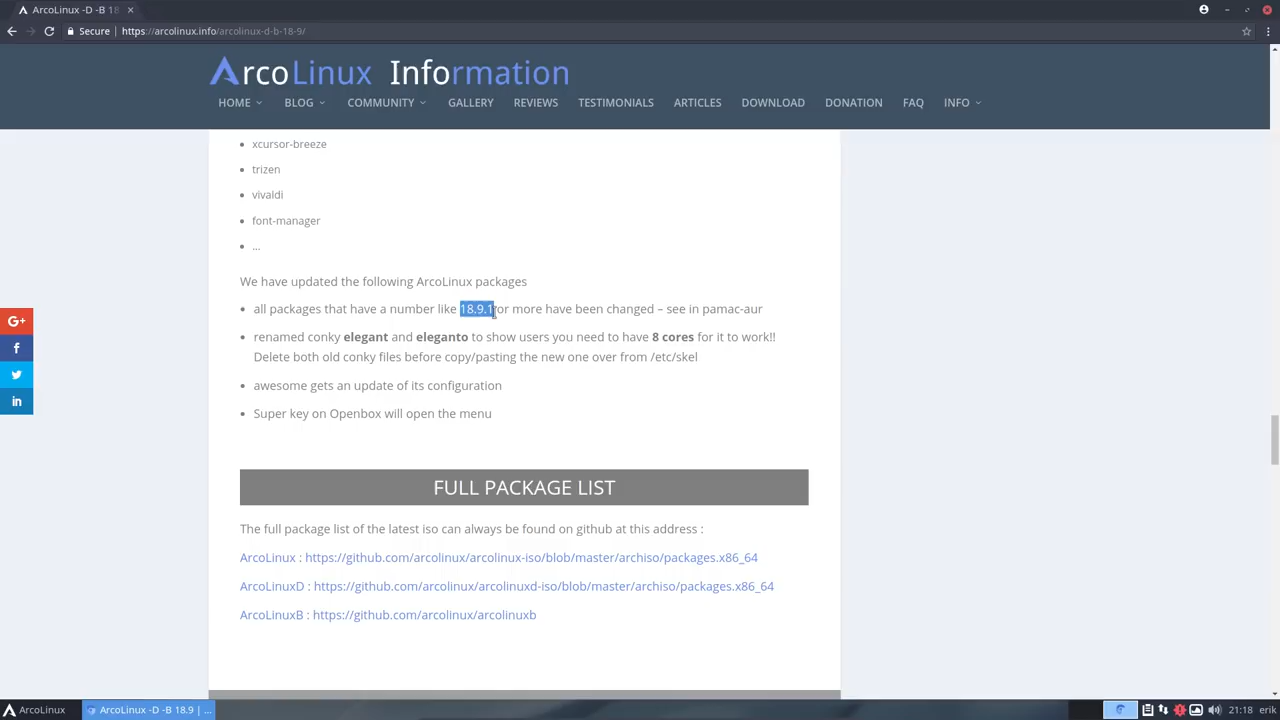 ArcoLinux -D -B 18
Secure
https://arcolinux.info/arcolinux-d-b-18-9/
ArcoLinux Information
HOME BLOG COMMUNITY GALLERY REVIEWS TESTIMONIALS ARTICLES DOWNLOAD DONATION FAQ INFO
• xcursor-breeze
• trizen
• vivaldi
• font-manager
• ...
We have updated the following ArcoLinux packages
• all packages that have a number like 18.9.1 or more have been changed – see in pamac-aur
• renamed conky elegant and eleganto to show users you need to have 8 cores for it to work!!
Delete both old conky files before copy/pasting the new one over from /etc/skel
• awesome gets an update of its configuration
• Super key on Openbox will open the menu
G+
f
in
FULL PACKAGE LIST
The full package list of the latest iso can always be found on github at this address :
ArcoLinux : https://github.com/arcolinux/arcolinux-iso/blob/master/archiso/packages.x86_64
ArcoLinuxD : https://github.com/arcolinux/arcolinuxd-iso/blob/master/archiso/packages.x86_64
ArcoLinuxB : https://github.com/arcolinux/arcolinuxb
ArcoLinux
ArcoLinux -D -B 18.9 | ...
21:18 erik